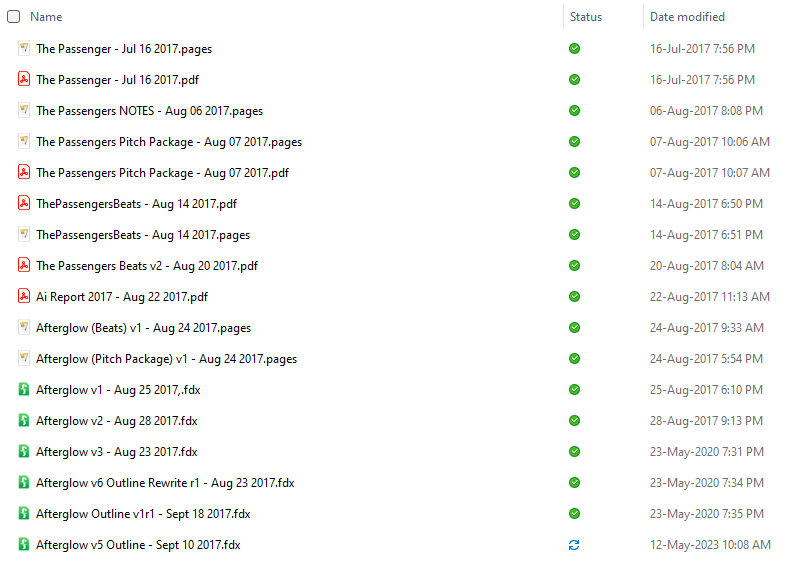 Name Status Date modified
The Passenger - Jul 16 2017.pages 16-Jul-2017 7:56 PM
The Passenger - Jul 16 2017.pdf 16-Jul-2017 7:56 PM
The Passengers NOTES - Aug 06 2017.pages 06-Aug-2017 8:08 PM
The Passengers Pitch Package - Aug 07 2017.pages 07-Aug-2017 10:06 AM
The Passengers Pitch Package - Aug 07 2017.pdf 07-Aug-2017 10:07 AM
ThePassengersBeats - Aug 14 2017.pdf 14-Aug-2017 6:50 PM
ThePassengersBeats - Aug 14 2017.pages 14-Aug-2017 6:51 PM
The Passengers Beats v2 - Aug 20 2017.pdf 20-Aug-2017 8:04 AM
Ai Report 2017 - Aug 22 2017.pdf 22-Aug-2017 11:13 AM
Afterglow (Beats) v1 - Aug 24 2017.pages 24-Aug-2017 9:33 AM
Afterglow (Pitch Package) v1 - Aug 24 2017.pages 24-Aug-2017 5:54 PM
Afterglow v1 - Aug 25 2017,.fdx 25-Aug-2017 6:10 PM
Afterglow v2 - Aug 28 2017.fdx 28-Aug-2017 9:13 PM
Afterglow v3 - Aug 23 2017.fdx 23-May-2020 7:31 PM
Afterglow v6 Outline Rewrite r1 - Aug 23 2017.fdx 23-May-2020 7:34 PM
Afterglow Outline v1r1 - Sept 18 2017.fdx 23-May-2020 7:35 PM
Afterglow v5 Outline - Sept 10 2017.fdx 12-May-2023 10:08 AM